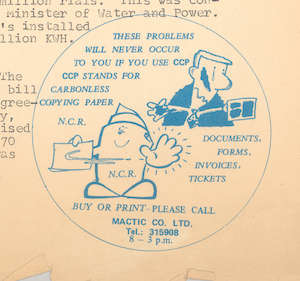 million rials. This was con-
Minister of Water and Power.
's installed
llion KWH.
The
bill
gree-
y,
ised
70
as
THESE PROBLEMS
WILL NEVER OCCUR
TO YOU IF YOU USE CCP
CCP STANDS FOR
CARBONLESS
COPYING PAPER
N.C.R.
N.C.R.
DOCUMENTS,
FORMS,
INVOICES,
TICKETS
BUY OR PRINT-PLEASE CALL
MACTIC CO. LTD.
Tel.: 315908
8 - 3 p.m.